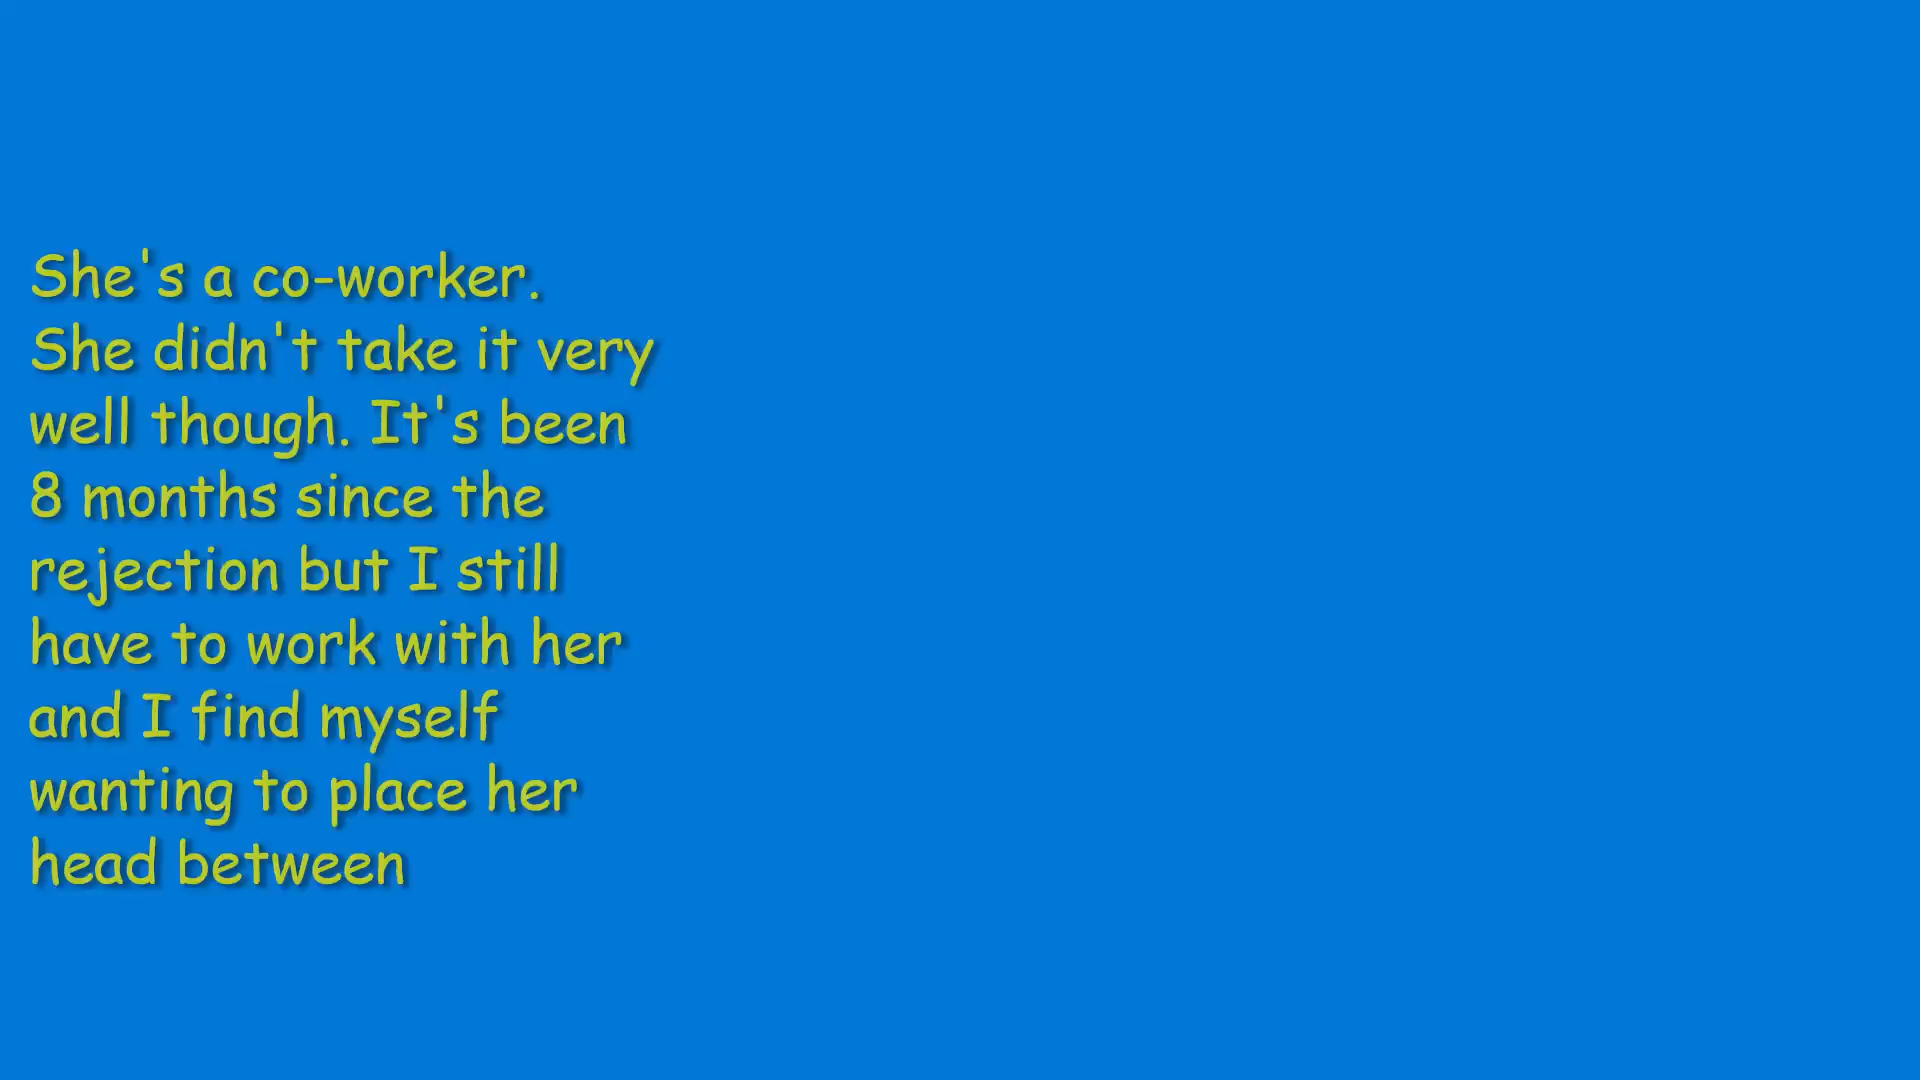 She's a co-worker.
She didn't take it very
well though. It's been
8 months since the
rejection but I still
have to work with her
and I find myself
wanting to place her
head between